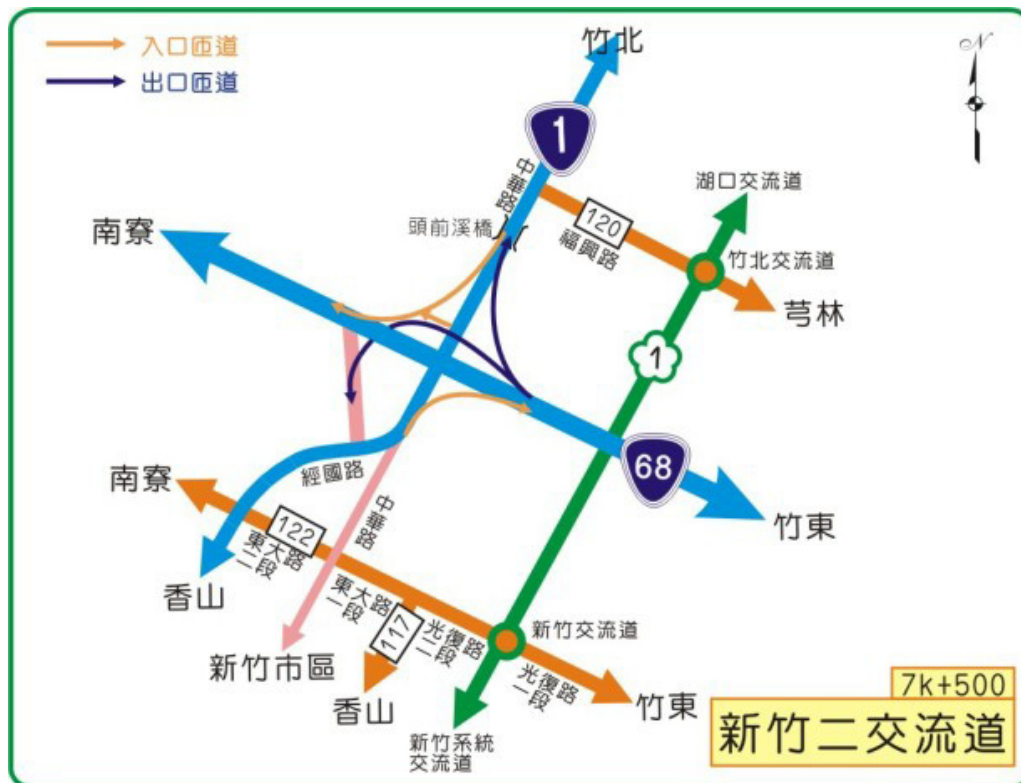 入口匝道
出口匝道
竹北
1
中華路
湖口交流道
南寮
頭前溪橋
120
福興路
竹北交流道
芎林
1
68
竹東
經國路
南寮
中華路
122
東大路
二段
香山
東大路
一段
117
光復路
二段
新竹交流道
光復路
一段
新竹市區
香山
竹東
新竹系統
交流道
7k+500
新竹二交流道
N